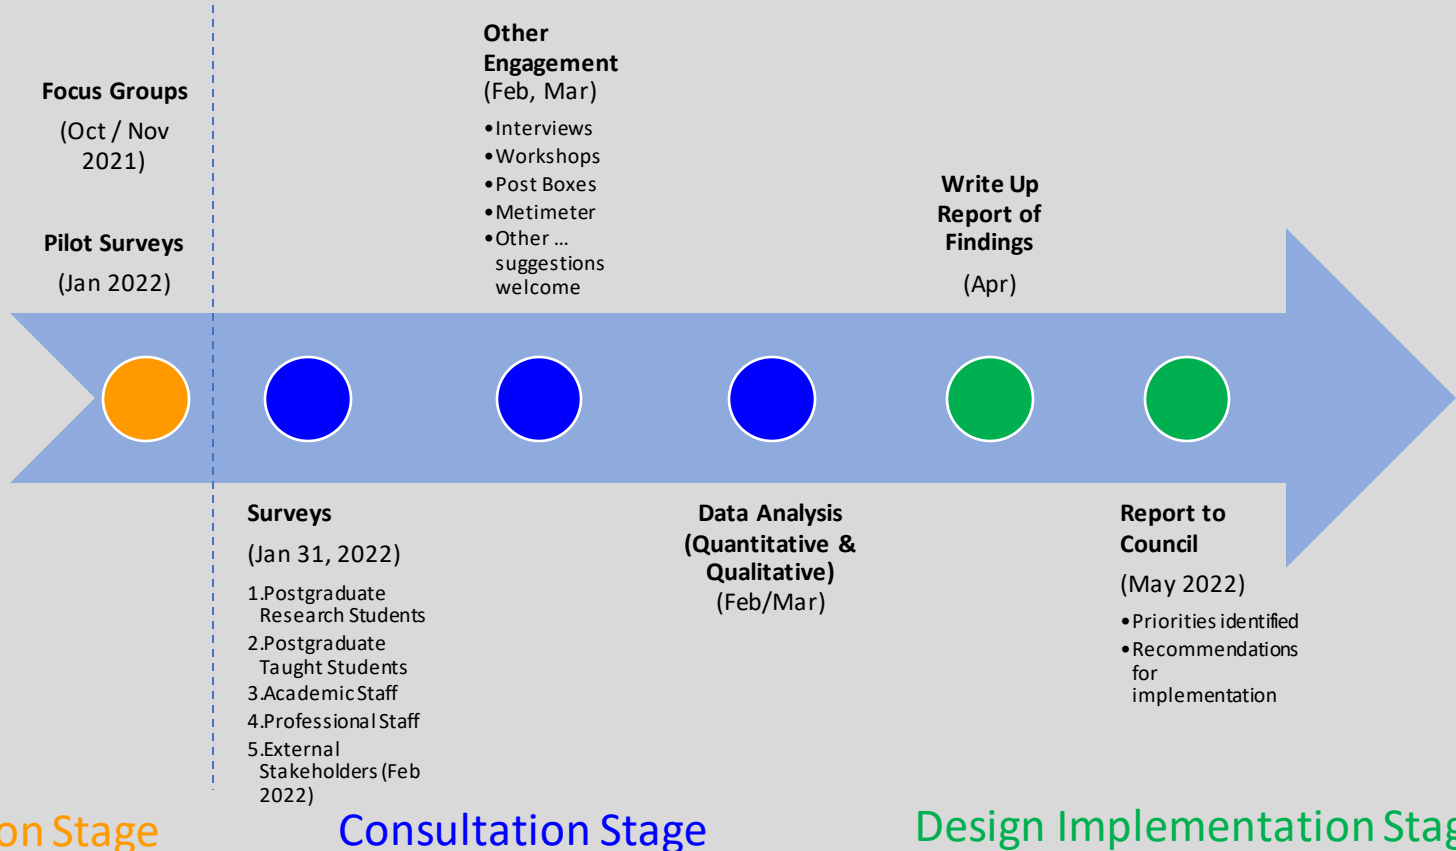 Focus Groups
(Oct / Nov
2021)
Pilot Surveys
(Jan 2022)
Other
Engagement
(Feb, Mar)
•Interviews
•Workshops
•Post Boxes
•Metimeter
•Other ...
suggestions
welcome
Write Up
Report of
Findings
(Apr)
Surveys
(Jan 31, 2022)
1.Postgraduate
Research Students
2.Postgraduate
Taught Students
3.Academic Staff
4.Professional Staff
5.External
Stakeholders (Feb
2022)
Data Analysis
(Quantitative &
Qualitative)
(Feb/Mar)
Report to
Council
(May 2022)
•Priorities identified
•Recommendations
for
implementation
on Stage
Consultation Stage
Design Implementation Stag